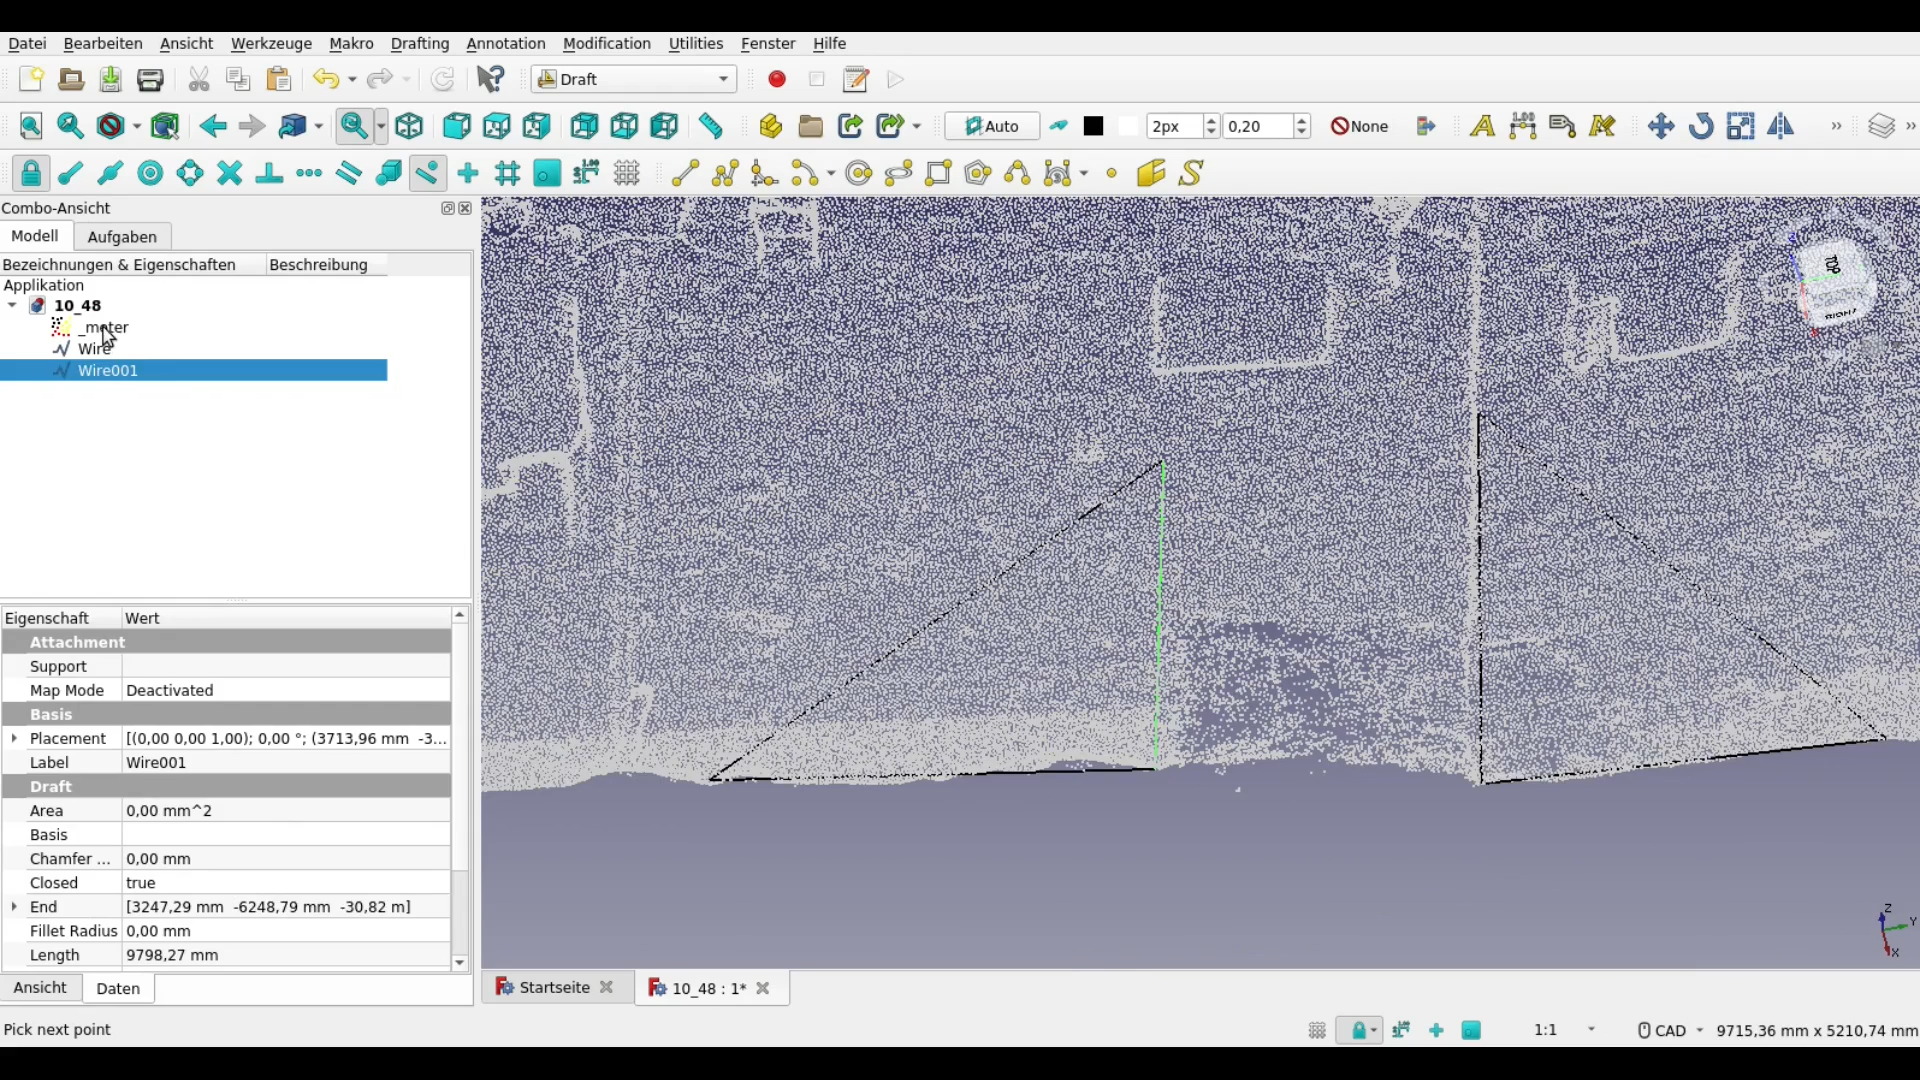 Datei Bearbeiten Ansicht Werkzeuge Makro Drafting Annotation Modification Utilities Fenster Hilfe
Draft
Auto 2px 0,20 None
Combo-Ansicht
Modell Aufgaben
Bezeichnungen & Eigenschaften Beschreibung
Applikation
10_48
_meter
Wire
Wire001
Eigenschaft Wert
Attachment
Support
Map Mode Deactivated
Basis
Placement [(0,00 0,00 1,00); 0,00 °; (3713,96 mm -3...
Label Wire001
Draft
Area 0,00 mm^2
Basis
Chamfer ... 0,00 mm
Closed true
End [3247,29 mm -6248,79 mm -30,82 m]
Fillet Radius 0,00 mm
Length 9798,27 mm
Ansicht Daten
Startseite 10_48 : 1*
Pick next point
1:1 CAD 9715,36 mm x 5210,74 mm
TOP
RIGHT
Z
Y
X